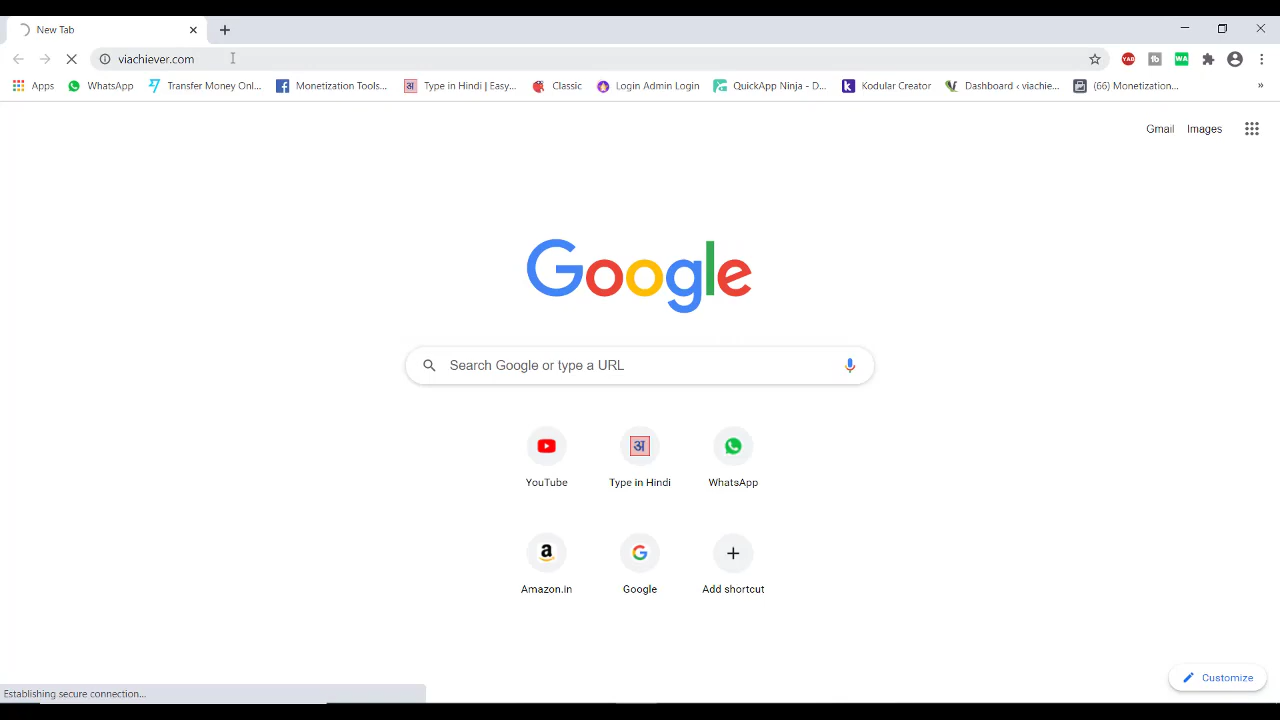 New Tab
viachiever.com
Apps WhatsApp Transfer Money Onl... Monetization Tools... अ Type in Hindi | Easy... Classic Login Admin Login QuickApp Ninja - D... Kodular Creator Dashboard ‹ viachie... (66) Monetization... »
Gmail Images
Google
Search Google or type a URL
अ
YouTube Type in Hindi WhatsApp
a G
Amazon.in Google Add shortcut
Customize
Establishing secure connection...